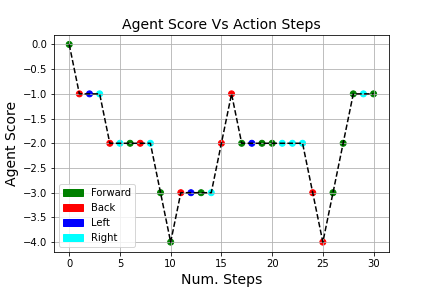 Agent Score Vs Action Steps
0.0
−0.5
−1.0
−1.5
−2.0
−2.5
−3.0
−3.5
−4.0
Agent Score
Forward
Back
Left
Right
0 5 10 15 20 25 30
Num. Steps